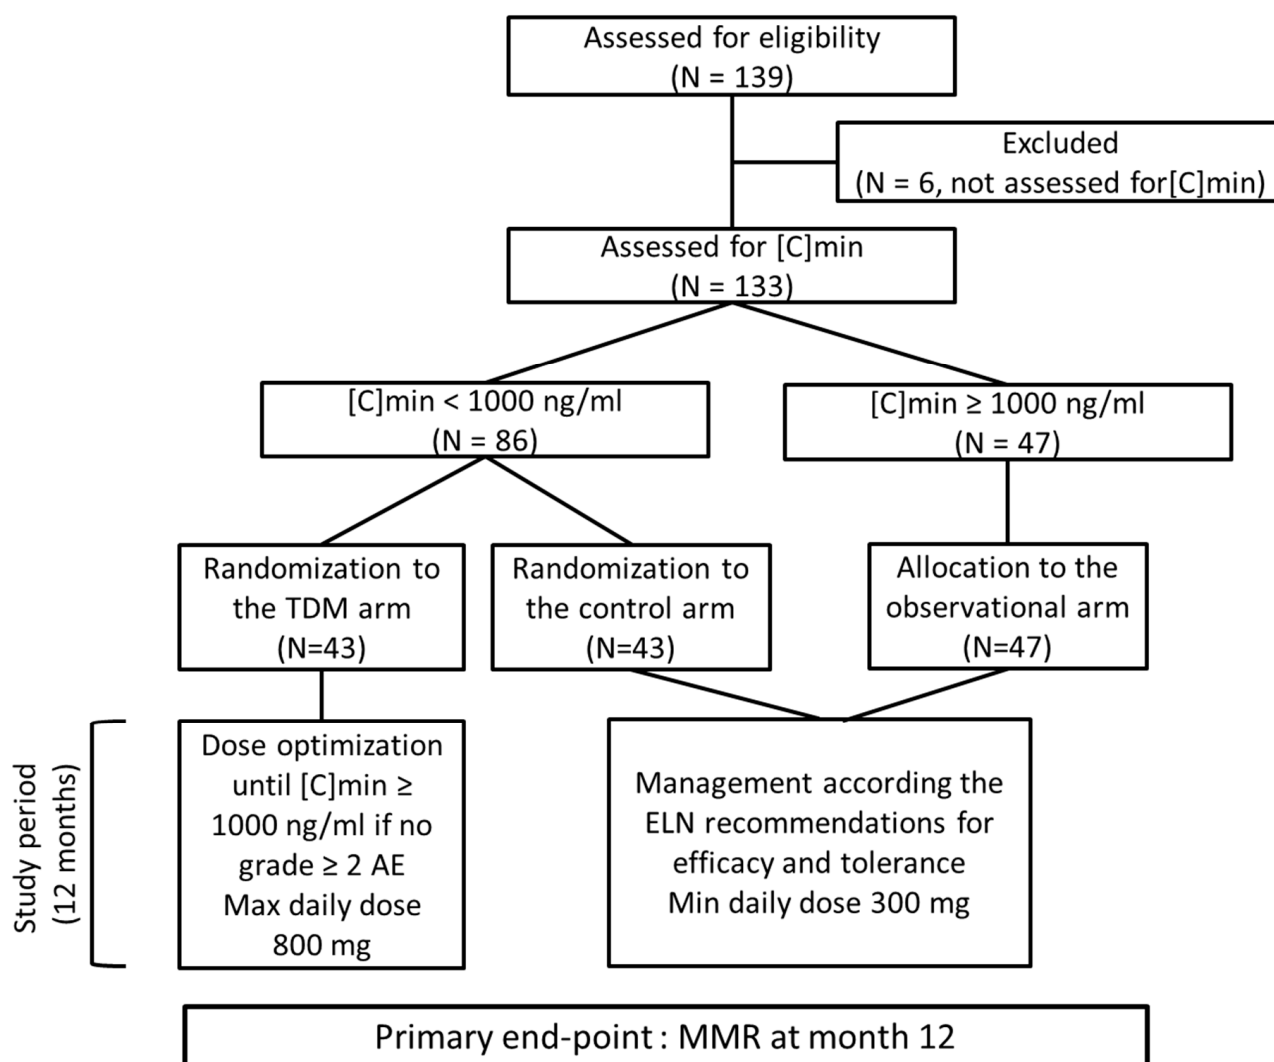 Assessed for eligibility
(N = 139)
Excluded
(N = 6, not assessed for[C]min)
Assessed for [C]min
(N = 133)
[C]min < 1000 ng/ml
(N = 86)
[C]min ≥ 1000 ng/ml
(N = 47)
Randomization to
the TDM arm
(N=43)
Randomization to
the control arm
(N=43)
Allocation to the
observational arm
(N=47)
Study period
(12 months)
Dose optimization
until [C]min ≥
1000 ng/ml if no
grade ≥ 2 AE
Max daily dose
800 mg
Management according the
ELN recommendations for
efficacy and tolerance
Min daily dose 300 mg
Primary end-point : MMR at month 12